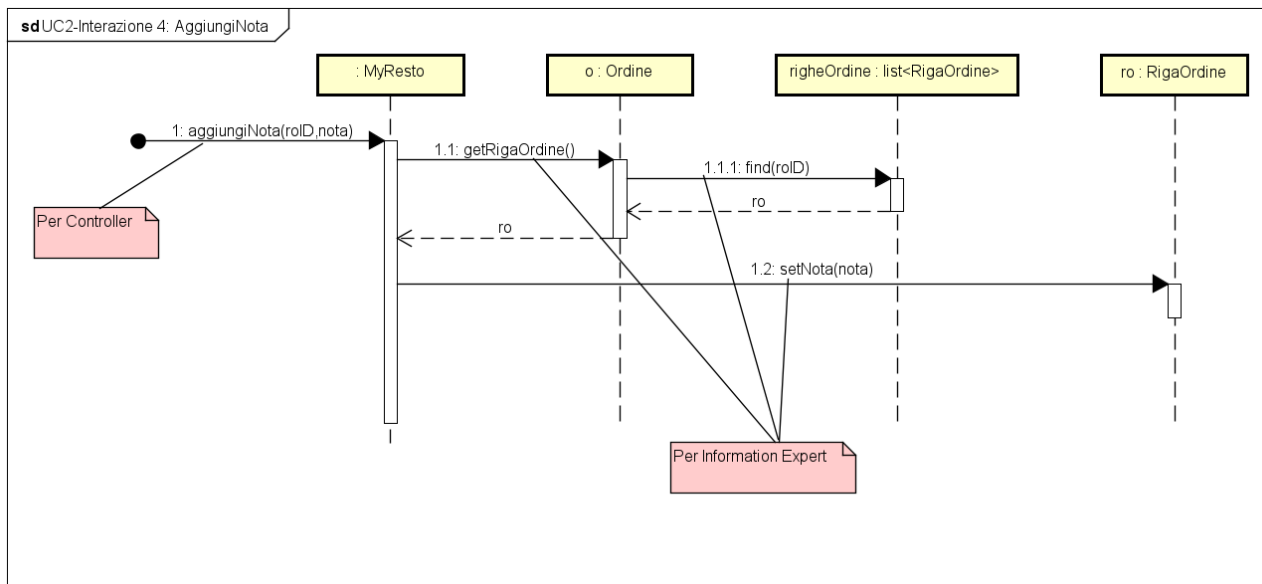 sd UC2-Interazione 4: AggiungiNota
: MyResto
o : Ordine
righeOrdine : list<RigaOrdine>
ro : RigaOrdine
1: aggiungiNota(roID,nota)
1.1: getRigaOrdine()
1.1.1: find(roID)
ro
ro
Per Controller
1.2: setNota(nota)
Per Information Expert